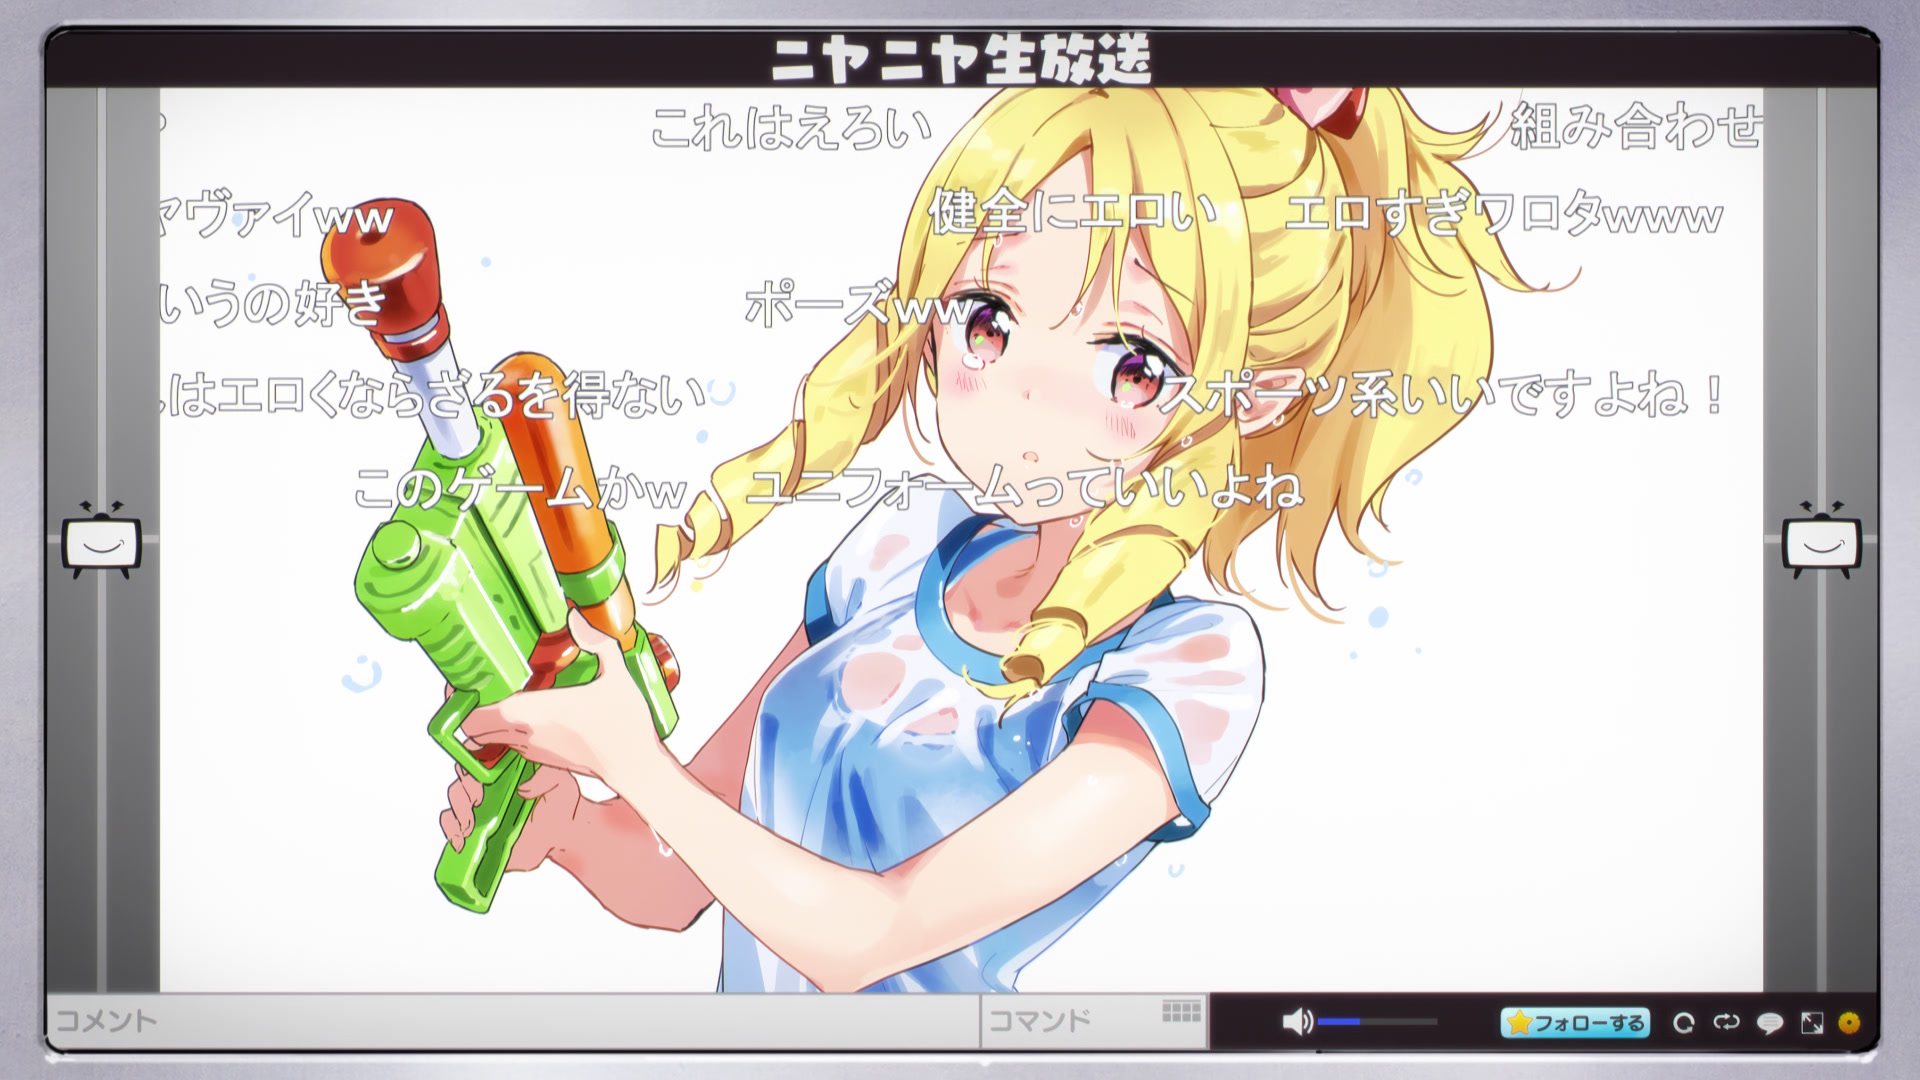 ニヤニヤ生放送
これはえろい
組み合わせ
ヤヴァイww
健全にエロい
エロすぎワロタwww
いうの好き
ポーズww
はエロくならざるを得ない
スポーツ系いいですよね！
このゲームかw
ユニフォームっていいよね
コメント
コマンド
フォローする